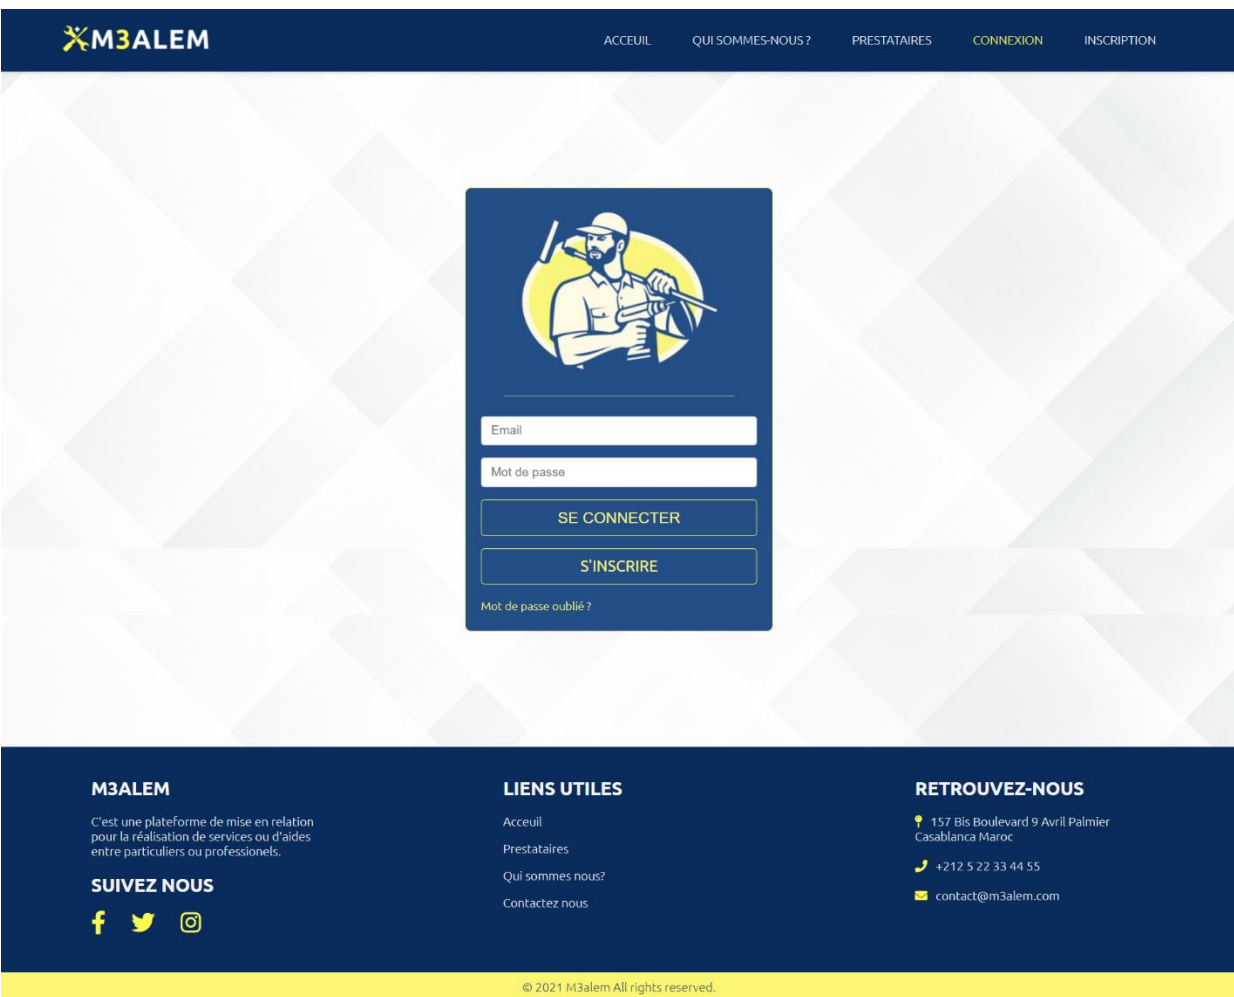 M3ALEM
ACCEUIL
QUI SOMMES-NOUS ?
PRESTATAIRES
CONNEXION
INSCRIPTION
Email
Mot de passe
SE CONNECTER
S'INSCRIRE
Mot de passe oublié ?
M3ALEM
C'est une plateforme de mise en relation
pour la réalisation de services ou d'aides
entre particuliers ou professionels.
SUIVEZ NOUS
LIENS UTILES
Acceuil
Prestataires
Qui sommes nous?
Contactez nous
RETROUVEZ-NOUS
157 Bis Boulevard 9 Avril Palmier
Casablanca Maroc
+212 5 22 33 44 55
contact@m3alem.com
© 2021 M3alem All rights reserved.